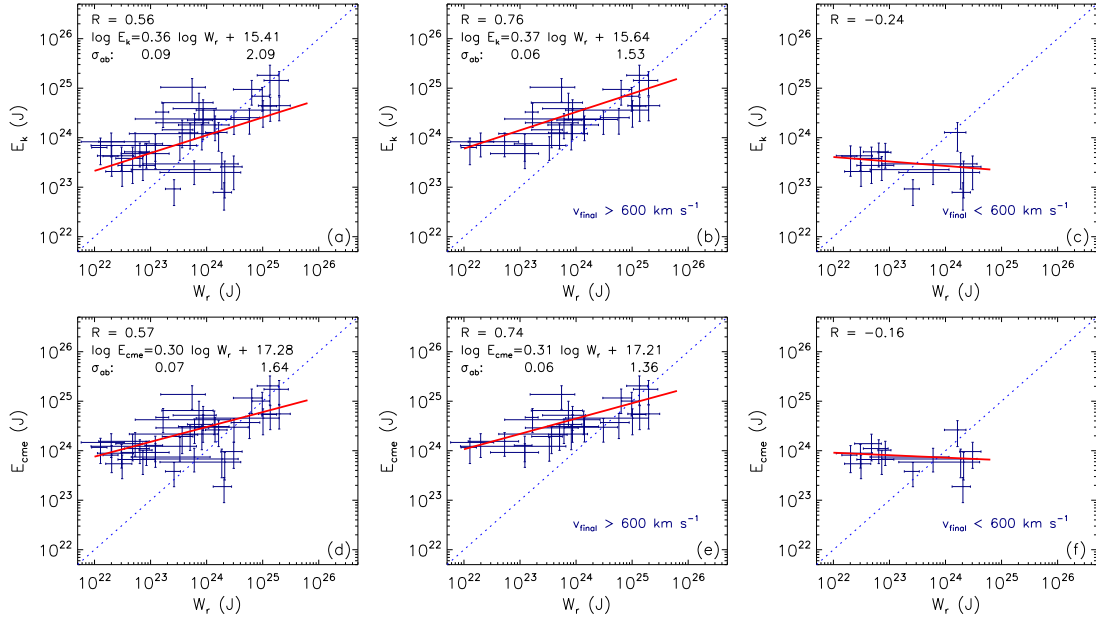 R = 0.56
log E_k=0.36 log W_r + 15.41
σ_ab: 0.09 2.09
10^26
10^25
10^24
10^23
10^22
E_k (J)
(a)
10^22 10^23 10^24 10^25 10^26
W_r (J)
R = 0.76
log E_k=0.37 log W_r + 15.64
σ_ab: 0.06 1.53
10^26
10^25
10^24
10^23
10^22
E_k (J)
v_final > 600 km s^−1
(b)
10^22 10^23 10^24 10^25 10^26
W_r (J)
R = −0.24
10^26
10^25
10^24
10^23
10^22
E_k (J)
v_final < 600 km s^−1
(c)
10^22 10^23 10^24 10^25 10^26
W_r (J)
R = 0.57
log E_cme=0.30 log W_r + 17.28
σ_ab: 0.07 1.64
10^26
10^25
10^24
10^23
10^22
E_cme (J)
(d)
10^22 10^23 10^24 10^25 10^26
W_r (J)
R = 0.74
log E_cme=0.31 log W_r + 17.21
σ_ab: 0.06 1.36
10^26
10^25
10^24
10^23
10^22
E_cme (J)
v_final > 600 km s^−1
(e)
10^22 10^23 10^24 10^25 10^26
W_r (J)
R = −0.16
10^26
10^25
10^24
10^23
10^22
E_cme (J)
v_final < 600 km s^−1
(f)
10^22 10^23 10^24 10^25 10^26
W_r (J)